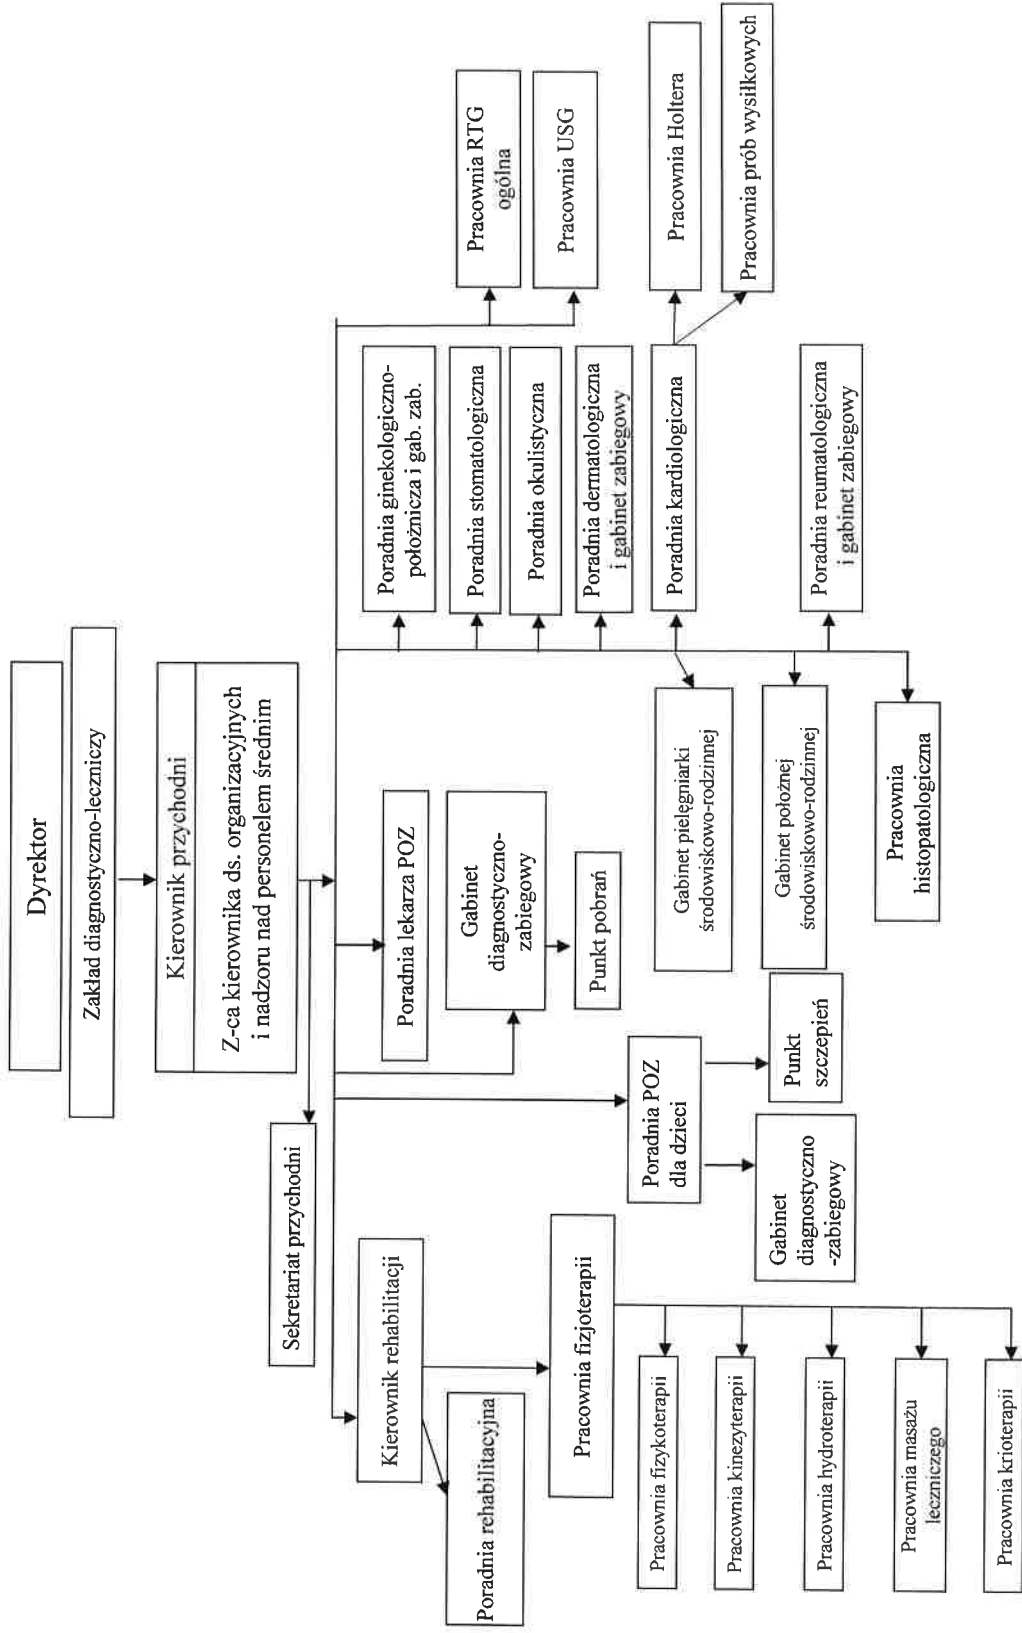 Dyrektor
Zakład diagnostyczno-leczniczy
Kierownik przychodni
Z-ca kierownika ds. organizacyjnych
i nadzoru nad personelem średnim
Sekretariat przychodni
Kierownik rehabilitacji
Poradnia rehabilitacyjna
Pracownia fizjoterapii
Pracownia fizykoterapii
Pracownia kinezyterapii
Pracownia hydroterapii
Pracownia masażu
leczniczego
Pracownia krioterapii
Poradnia POZ
dla dzieci
Gabinet
diagnostyczno
-zabiegowy
Punkt
szczepień
Poradnia lekarza POZ
Gabinet
diagnostyczno-
zabiegowy
Punkt pobrań
Gabinet pielęgniarki
środowiskowo-rodzinnej
Gabinet położnej
środowiskowo-rodzinnej
Pracownia
histopatologiczna
Poradnia ginekologiczno-
położnicza i gab. zab.
Poradnia stomatologiczna
Poradnia okulistyczna
Poradnia dermatologiczna
i gabinet zabiegowy
Poradnia kardiologiczna
Poradnia reumatologiczna
i gabinet zabiegowy
Pracownia RTG
ogólna
Pracownia USG
Pracownia Holtera
Pracownia prób wysiłkowych